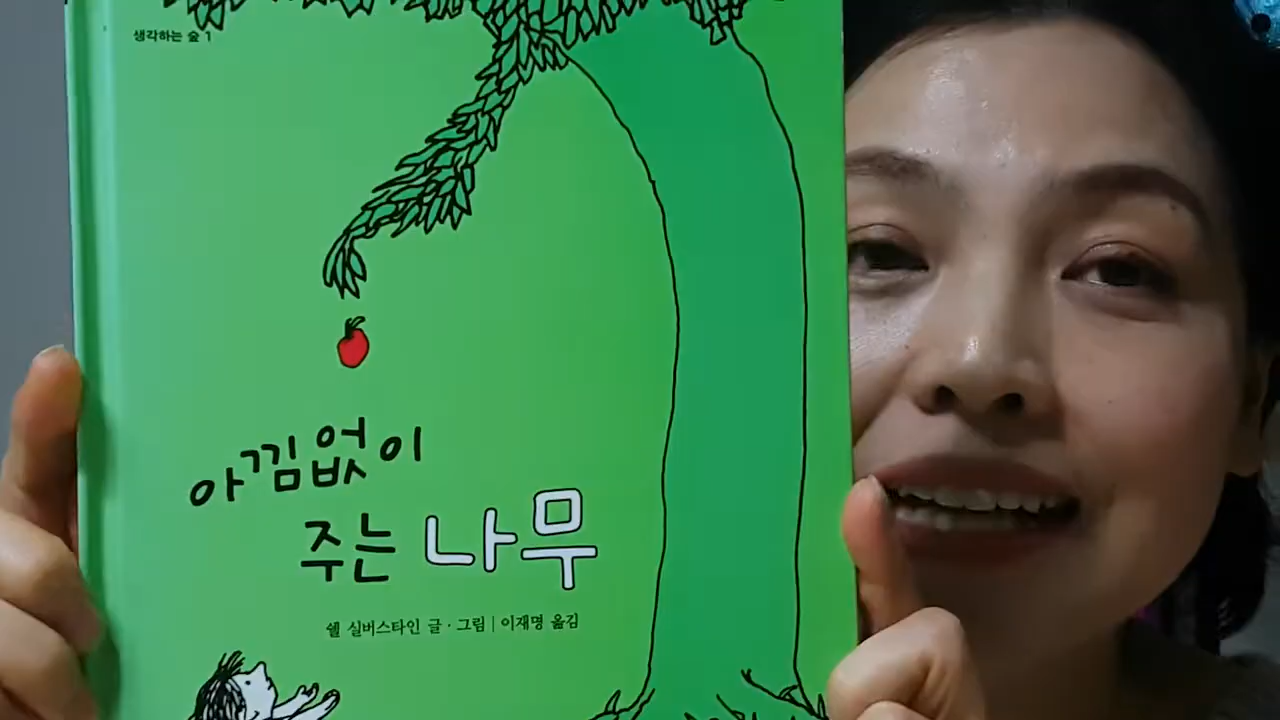 생각하는 숲 1
아낌없이
주는 나무
쉘 실버스타인 글·그림 | 이재명 옮김